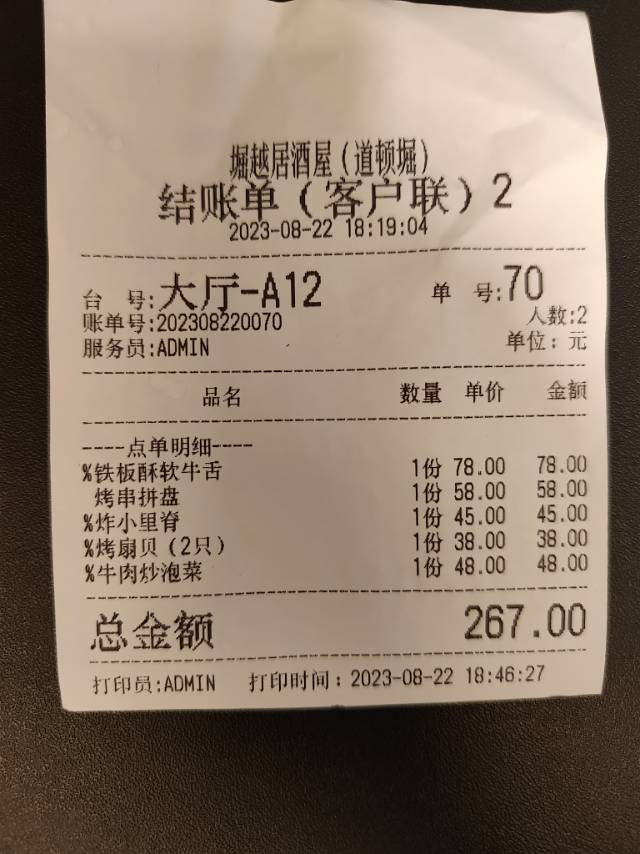 堀越居酒屋（道顿堀）
结账单（客户联）2
2023-08-22 18:19:04
台 号:大厅-A12 单 号:70
账单号:202308220070 人数:2
服务员:ADMIN 单位：元
品名 数量 单价 金额
----点单明细----
%铁板酥软牛舌 1份 78.00 78.00
烤串拼盘 1份 58.00 58.00
%炸小里脊 1份 45.00 45.00
%烤扇贝（2只） 1份 38.00 38.00
%牛肉炒泡菜 1份 48.00 48.00
总金额 267.00
打印员:ADMIN 打印时间：2023-08-22 18:46:27